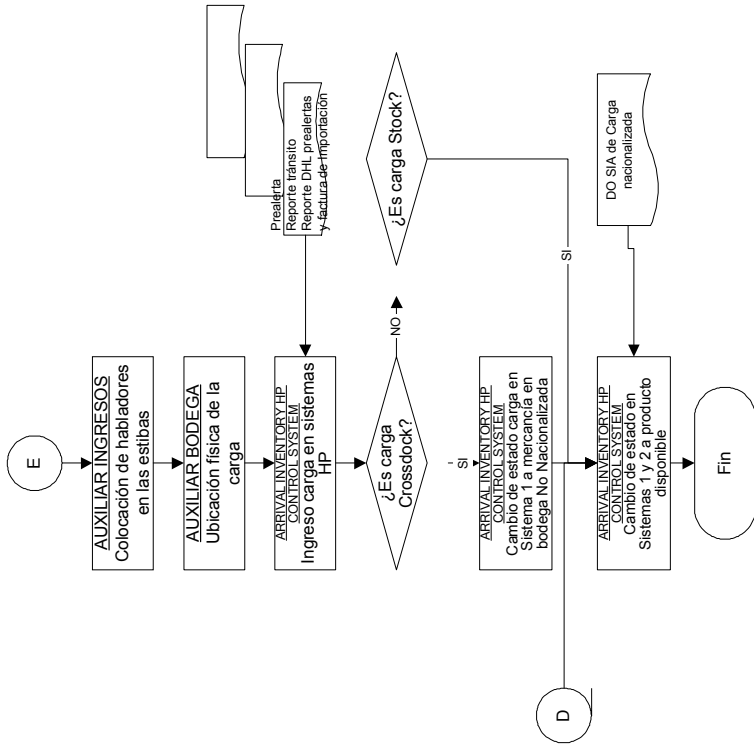 E
AUXILIAR INGRESOS
Colocación de habladores
en las estibas
AUXILIAR BODEGA
Ubicación física de la
carga
Prealerta
Reporte tránsito
Reporte DHL prealertas
y factura de Importación
ARRIVAL INVENTORY HP
CONTROL SYSTEM
Ingreso carga en sistemas
HP
¿Es carga
Crossdock?
NO
¿Es carga Stock?
SI
ARRIVAL INVENTORY HP
CONTROL SYSTEM
Cambio de estado carga en
Sistema 1 a mercancía en
bodega No Nacionalizada
SI
D
DO SIA de Carga
nacionalizada
ARRIVAL INVENTORY HP
CONTROL SYSTEM
Cambio de estado en
Sistemas 1 y 2 a producto
disponible
Fin